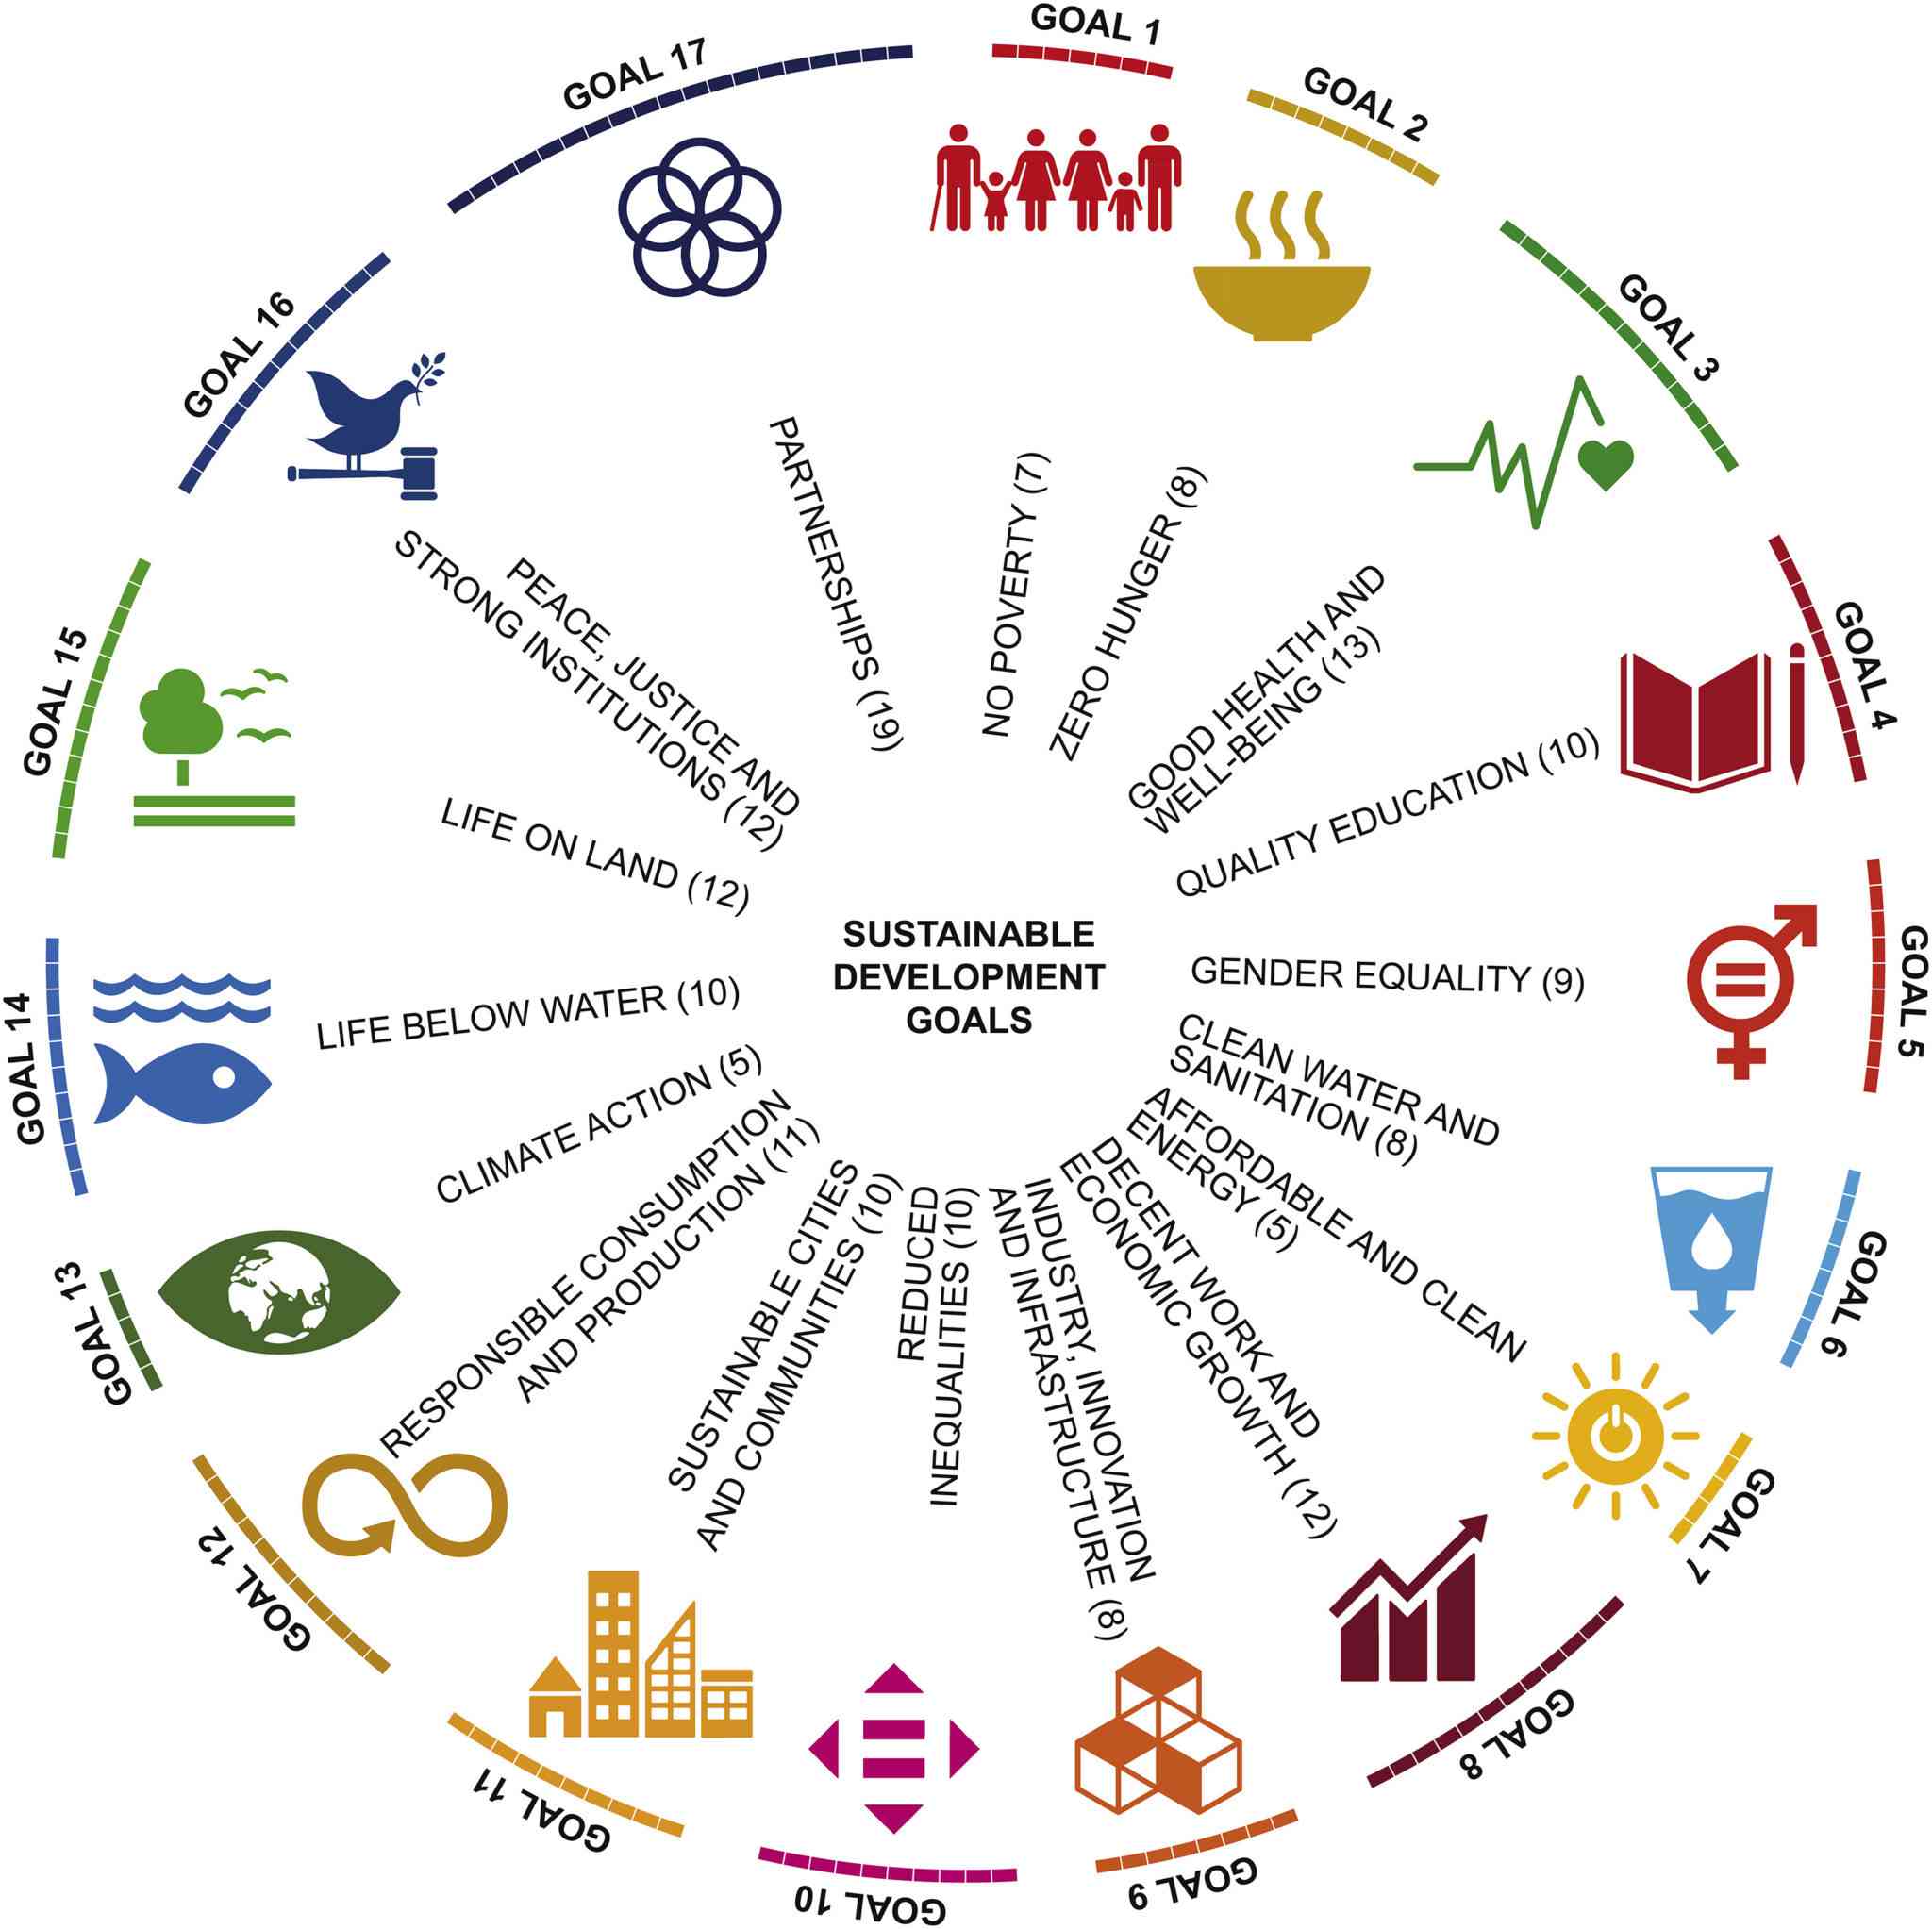 GOAL 1
GOAL 2
GOAL 3
GOAL 4
GOAL 5
GOAL 6
GOAL 7
GOAL 8
GOAL 9
GOAL 10
GOAL 11
GOAL 12
GOAL 13
GOAL 14
GOAL 15
GOAL 16
GOAL 17
NO POVERTY (7)
ZERO HUNGER (8)
GOOD HEALTH AND
WELL-BEING (13)
QUALITY EDUCATION (10)
GENDER EQUALITY (9)
CLEAN WATER AND
SANITATION (8)
AFFORDABLE AND CLEAN
ENERGY (5)
DECENT WORK AND
ECONOMIC GROWTH (12)
INDUSTRY, INNOVATION
AND INFRASTRUCTURE (8)
REDUCED
INEQUALITIES (10)
SUSTAINABLE CITIES
AND COMMUNITIES (10)
RESPONSIBLE CONSUMPTION
AND PRODUCTION (11)
CLIMATE ACTION (5)
LIFE BELOW WATER (10)
LIFE ON LAND (12)
PEACE, JUSTICE AND
STRONG INSTITUTIONS (12)
PARTNERSHIPS (19)
SUSTAINABLE
DEVELOPMENT
GOALS